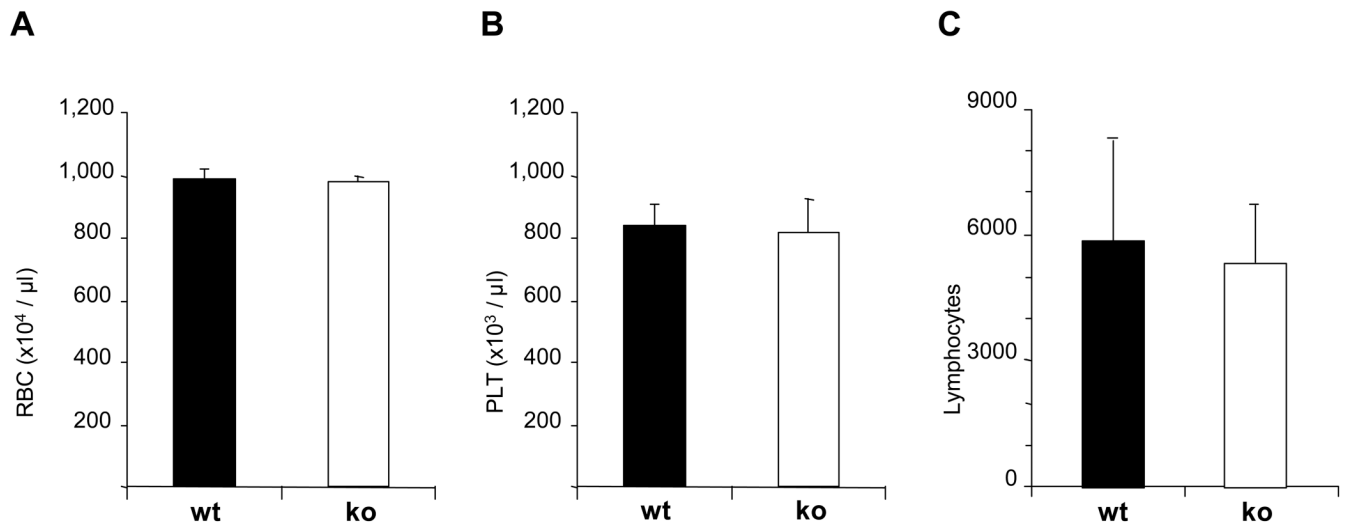 A
1,200
1,000
800
600
400
200
RBC (x10⁴ / µl)
wt ko
B
1,200
1,000
800
600
400
200
PLT (x10³ / µl)
wt ko
C
9000
6000
3000
0
Lymphocytes
wt ko